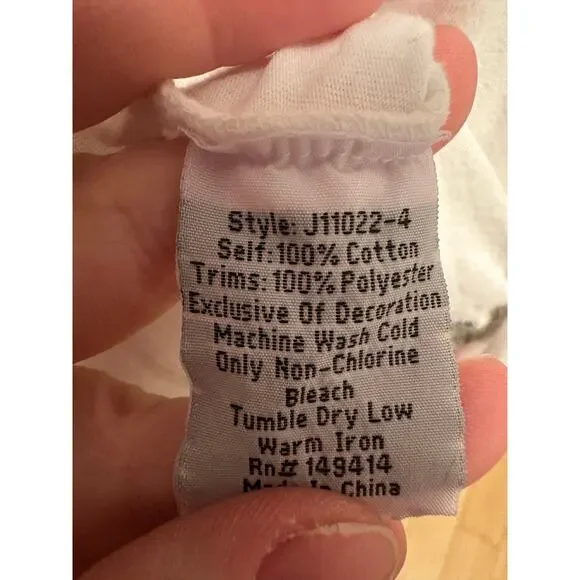 Style: J11022-4
Self:100% Cotton
Trims:100% Polyester
Exclusive Of Decoration
Machine Wash Cold
Only Non-Chlorine
Bleach
Tumble Dry Low
Warm Iron
Rn# 149414
Made In China